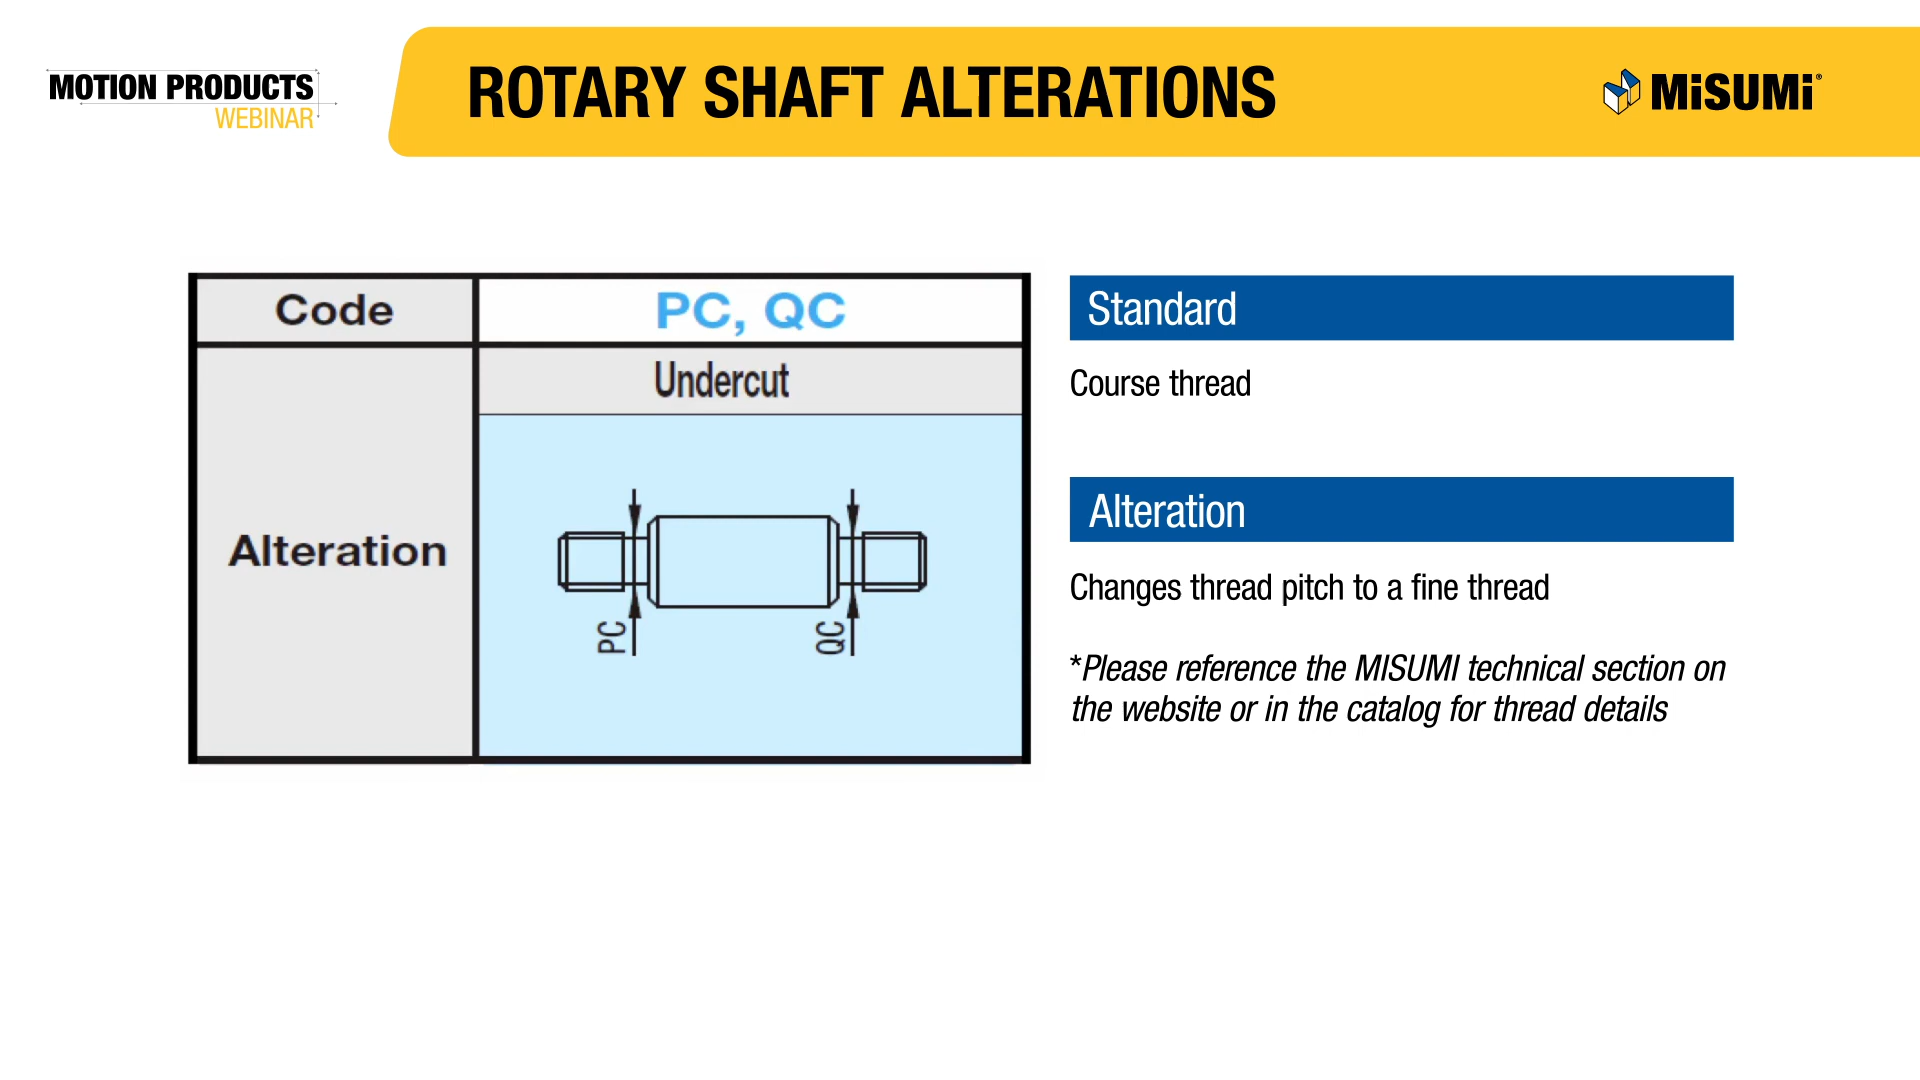 MOTION PRODUCTS
WEBINAR
ROTARY SHAFT ALTERATIONS
MiSUMi®
Code
PC, QC
Undercut
Alteration
PC
QC
Standard
Course thread
Alteration
Changes thread pitch to a fine thread
*Please reference the MISUMI technical section on
the website or in the catalog for thread details